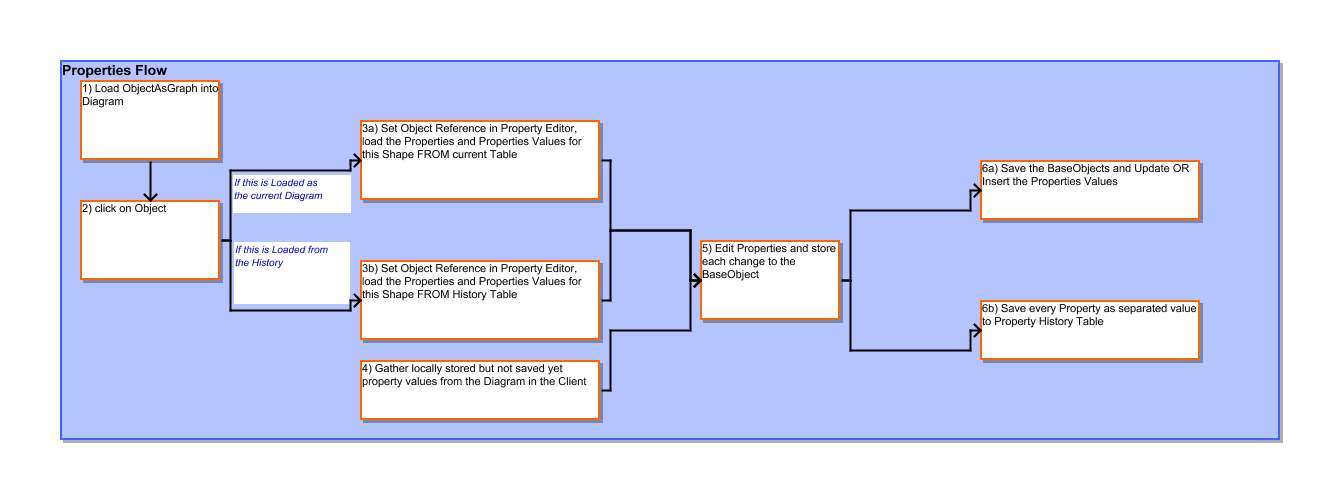 Properties Flow
1) Load ObjectAsGraph into
Diagram
2) click on Object
If this is Loaded as
the current Diagram
If this is Loaded from
the History
3a) Set Object Reference in Property Editor,
load the Properties and Properties Values for
this Shape FROM current Table
3b) Set Object Reference in Property Editor,
load the Properties and Properties Values for
this Shape FROM History Table
4) Gather locally stored but not saved yet
property values from the Diagram in the Client
5) Edit Properties and store
each change to the
BaseObject
6a) Save the BaseObjects and Update OR
Insert the Properties Values
6b) Save every Property as separated value
to Property History Table